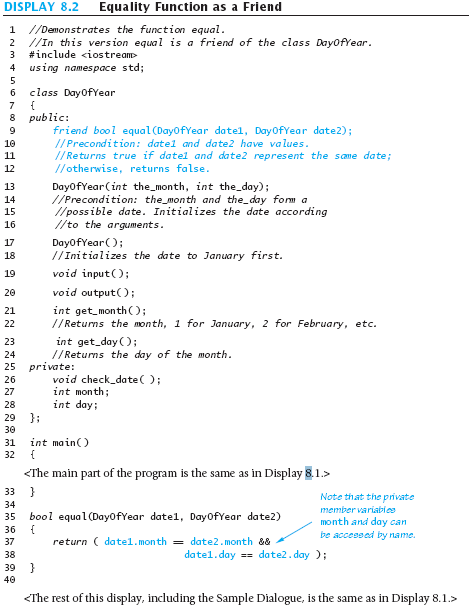 DISPLAY 8.2 Equality Function as a Friend
1 //Demonstrates the function equal.
2 //In this version equal is a friend of the class DayOfYear.
3 #include <iostream>
4 using namespace std;
5
6 class DayOfYear
7 {
8 public:
9 friend bool equal(DayOfYear date1, DayOfYear date2);
10 //Precondition: date1 and date2 have values.
11 //Returns true if date1 and date2 represent the same date;
12 //otherwise, returns false.
13 DayOfYear(int the_month, int the_day);
14 //Precondition: the_month and the_day form a
15 //possible date. Initializes the date according
16 //to the arguments.
17 DayOfYear();
18 //Initializes the date to January first.
19 void input();
20 void output();
21 int get_month();
22 //Returns the month, 1 for January, 2 for February, etc.
23 int get_day();
24 //Returns the day of the month.
25 private:
26 void check_date( );
27 int month;
28 int day;
29 };
30
31 int main()
32 {
<The main part of the program is the same as in Display 8.1.>
33 }
34
35 bool equal(DayOfYear date1, DayOfYear date2)
36 {
37 return ( date1.month == date2.month &&
38 date1.day == date2.day );
39 }
40
Note that the private
member variables
month and day can
be accessed by name.
<The rest of this display, including the Sample Dialogue, is the same as in Display 8.1.>